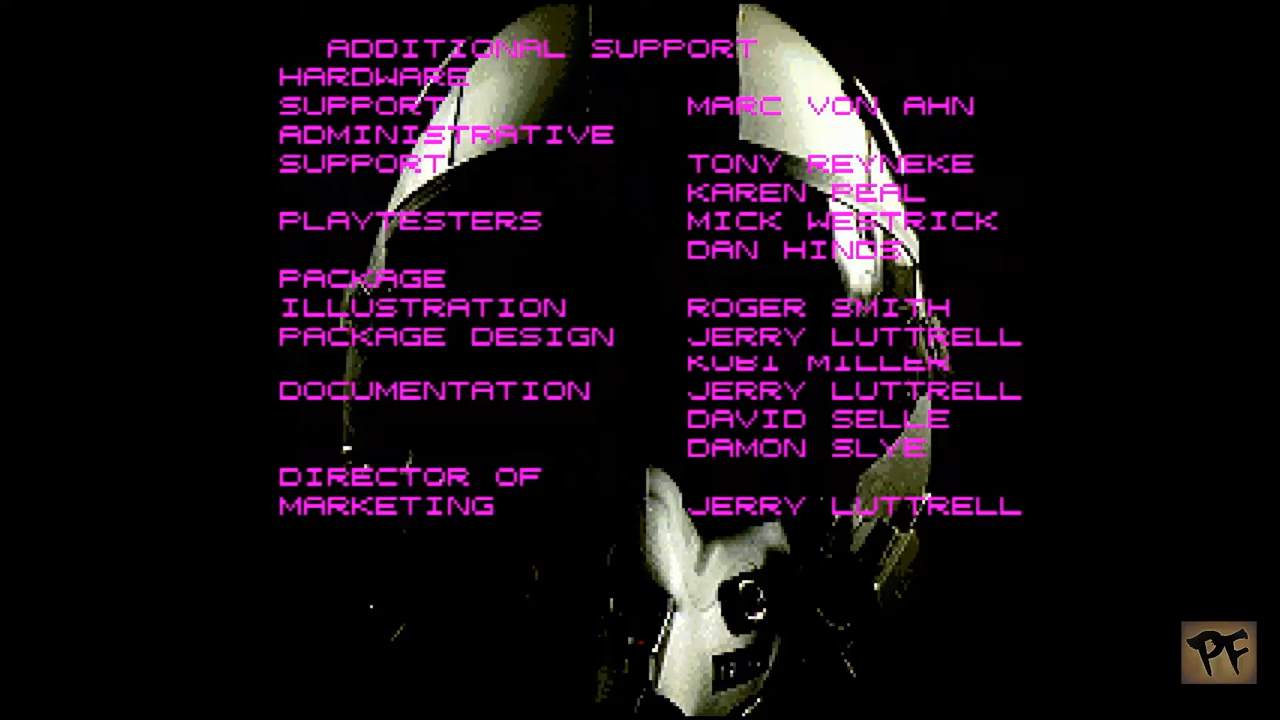 ADDITIONAL SUPPORT
HARDWARE
SUPPORT MARC VON AHN
ADMINISTRATIVE
SUPPORT TONY REYNEKE
KAREN PEAL
PLAYTESTERS MICK WESTRICK
DAN HINDS
PACKAGE
ILLUSTRATION ROGER SMITH
PACKAGE DESIGN JERRY LUTTRELL
MILLER
DOCUMENTATION JERRY LUTTRELL
DAVID SELLE
DAMON SLYE
DIRECTOR OF
MARKETING JERRY LUTTRELL
PF